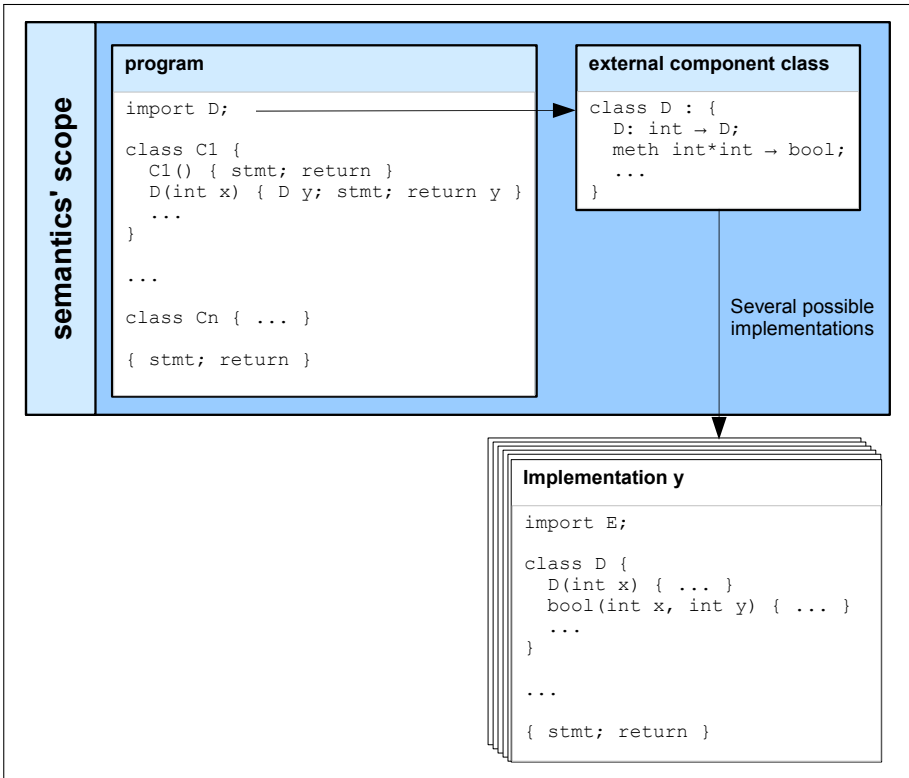 semantics' scope
program
import D;
class C1 {
C1() { stmt; return }
D(int x) { D y; stmt; return y }
...
}
...
class Cn { ... }
{ stmt; return }
external component class
class D : {
D: int → D;
meth int*int → bool;
...
}
Several possible
implementations
Implementation y
import E;
class D {
D(int x) { ... }
bool(int x, int y) { ... }
...
}
...
{ stmt; return }